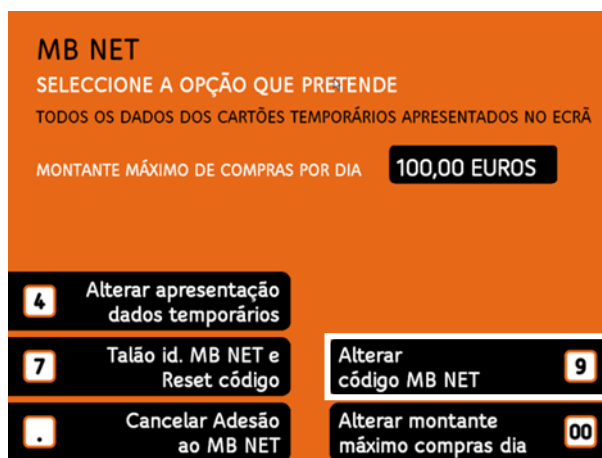 MB NET
SELECCIONE A OPÇÃO QUE PRETENDE
TODOS OS DADOS DOS CARTÕES TEMPORÁRIOS APRESENTADOS NO ECRÃ
MONTANTE MÁXIMO DE COMPRAS POR DIA 100,00 EUROS
4 Alterar apresentação
dados temporários
7 Talão id. MB NET e
Reset código
Alterar
código MB NET 9
. Cancelar Adesão
ao MB NET
Alterar montante
máximo compras dia 00